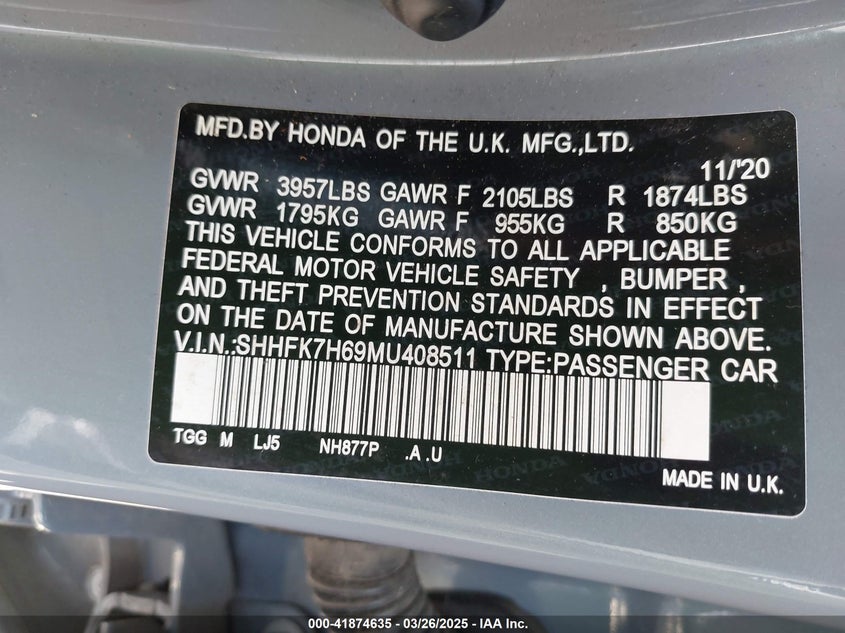 MFD.BY HONDA OF THE U.K. MFG.,LTD.
11/'20
GVWR 3957LBS GAWR F 2105LBS R 1874LBS
GVWR 1795KG GAWR F 955KG R 850KG
THIS VEHICLE CONFORMS TO ALL APPLICABLE
FEDERAL MOTOR VEHICLE SAFETY , BUMPER ,
AND THEFT PREVENTION STANDARDS IN EFFECT
ON THE DATE OF MANUFACTURE SHOWN ABOVE.
V.I.N.:SHHFK7H69MU408511 TYPE:PASSENGER CAR
TGG M LJ5 NH877P .A.U
HONDA HONDA HONDA
MADE IN U.K.
000-41874635 - 03/26/2025 - IAA Inc.